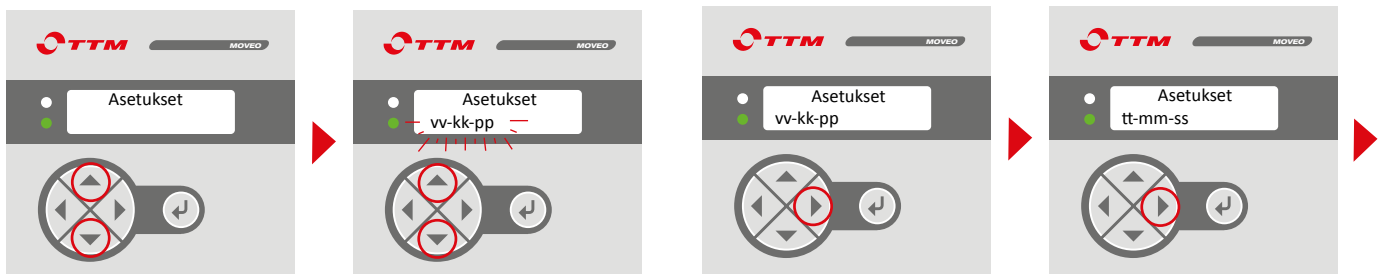 TTM MOVEO
Asetukset
TTM MOVEO
Asetukset
vv-kk-pp
TTM MOVEO
Asetukset
vv-kk-pp
TTM MOVEO
Asetukset
tt-mm-ss